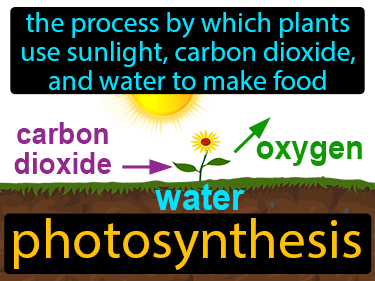 the process by which plants
use sunlight, carbon dioxide,
and water to make food
carbon
dioxide
oxygen
water
photosynthesis